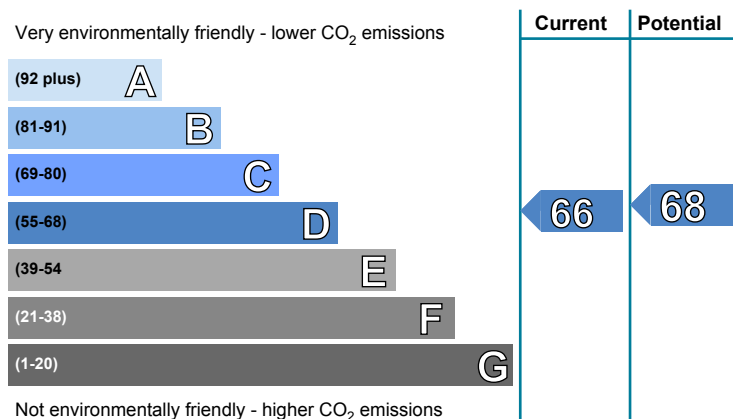 Very environmentally friendly - lower CO₂ emissions
Current
Potential
(92 plus) A
(81-91) B
(69-80) C
(55-68) D
66
68
(39-54 E
(21-38) F
(1-20) G
Not environmentally friendly - higher CO₂ emissions